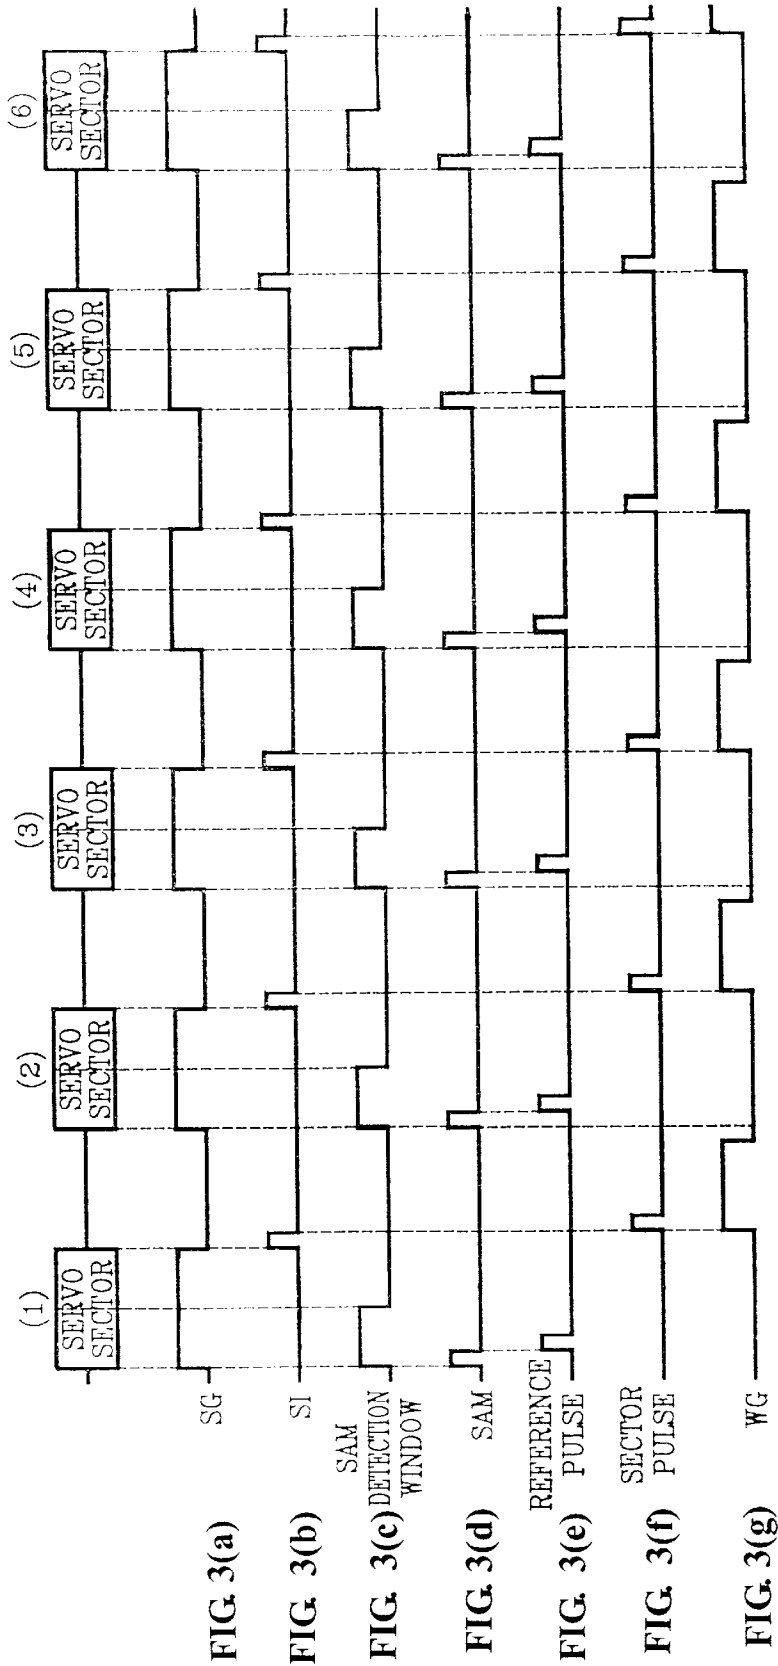 (1)
(2)
(3)
(4)
(5)
(6)
SERVO
SECTOR
SERVO
SECTOR
SERVO
SECTOR
SERVO
SECTOR
SERVO
SECTOR
SERVO
SECTOR
FIG. 3(a)
SG
FIG. 3(b)
SI
FIG. 3(c)
SAM
DETECTION
WINDOW
FIG. 3(d)
SAM
FIG. 3(e)
REFERENCE
PULSE
FIG. 3(f)
SECTOR
PULSE
FIG. 3(g)
WG